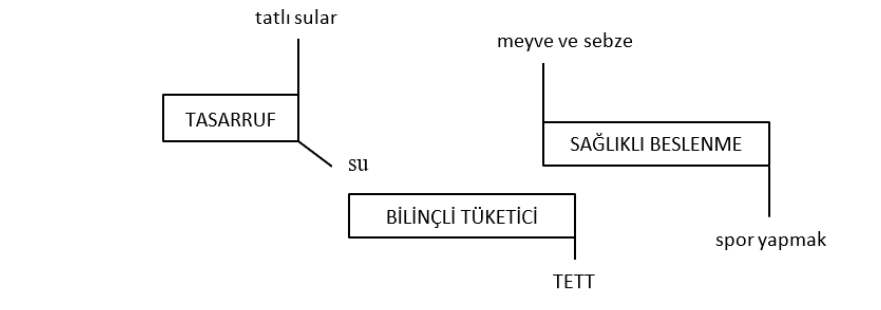 tatlı sular
meyve ve sebze
TASARRUF
SAĞLIKLI BESLENME
su
BİLİNÇLİ TÜKETİCİ
spor yapmak
TETT